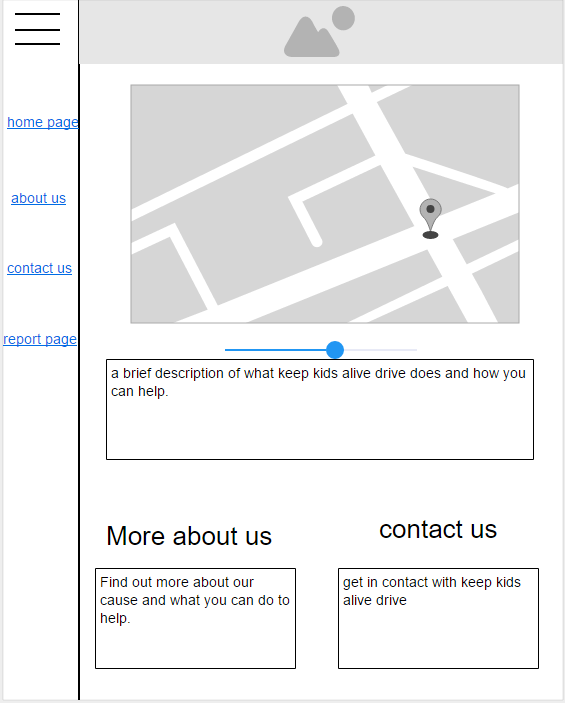 home page
about us
contact us
report page
a brief description of what keep kids alive drive does and how you
can help.
More about us
Find out more about our
cause and what you can do to
help.
contact us
get in contact with keep kids
alive drive